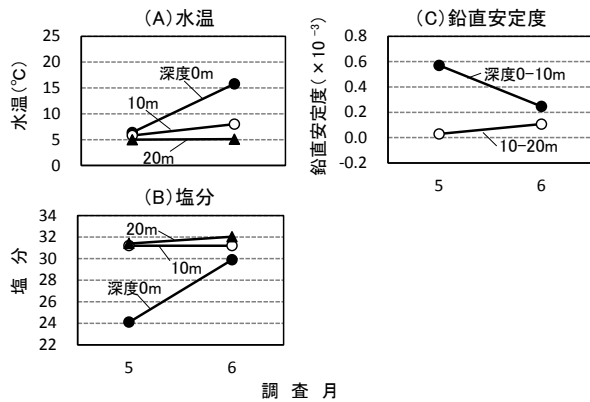 (A)水温
25
20
15
10
5
0
水温(℃)
深度0m
10m
20m
(B)塩分
34
32
30
28
26
24
22
塩 分
20m
10m
深度0m
5
6
(C)鉛直安定度
0.8
0.6
0.4
0.2
0.0
-0.2
鉛直安定度(×10⁻³)
深度0-10m
10-20m
5
6
調 査 月